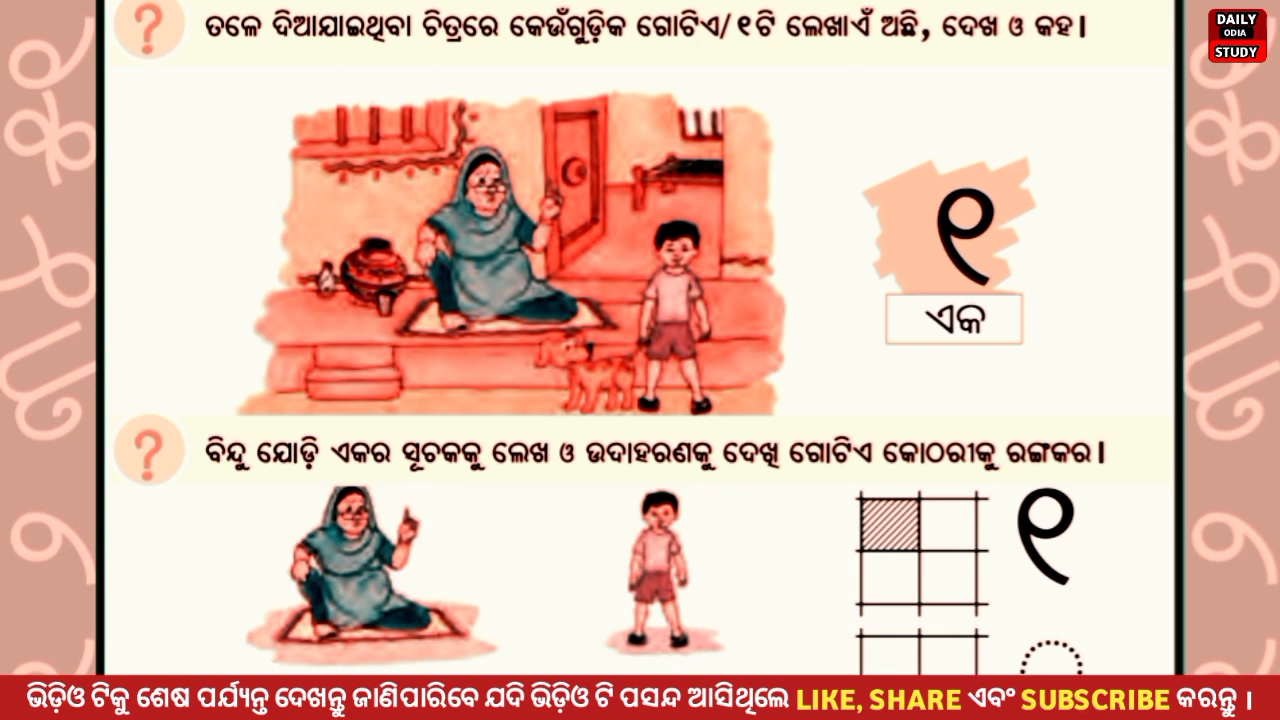 ? ତଳେ ଦିଆଯାଇଥିବା ଚିତ୍ରରେ କେଉଁଗୁଡ଼ିକ ଗୋଟିଏ/୧ଟି ଲେଖାଏଁ ଅଛି, ଦେଖ ଓ କହ।
DAILY
ODIA
STUDY
୧
ଏକ
? ବିନ୍ଦୁ ଯୋଡ଼ି ଏକର ସୂଚକକୁ ଲେଖ ଓ ଉଦାହରଣକୁ ଦେଖି ଗୋଟିଏ କୋଠରୀକୁ ରଙ୍ଗକର।
୧
ଭିଡ଼ିଓ ଟିକୁ ଶେଷ ପର୍ଯ୍ୟନ୍ତ ଦେଖନ୍ତୁ ଜାଣିପାରିବେ ଯଦି ଭିଡ଼ିଓ ଟି ପସନ୍ଦ ଆସିଥିଲେ LIKE, SHARE ଏବଂ SUBSCRIBE କରନ୍ତୁ ।